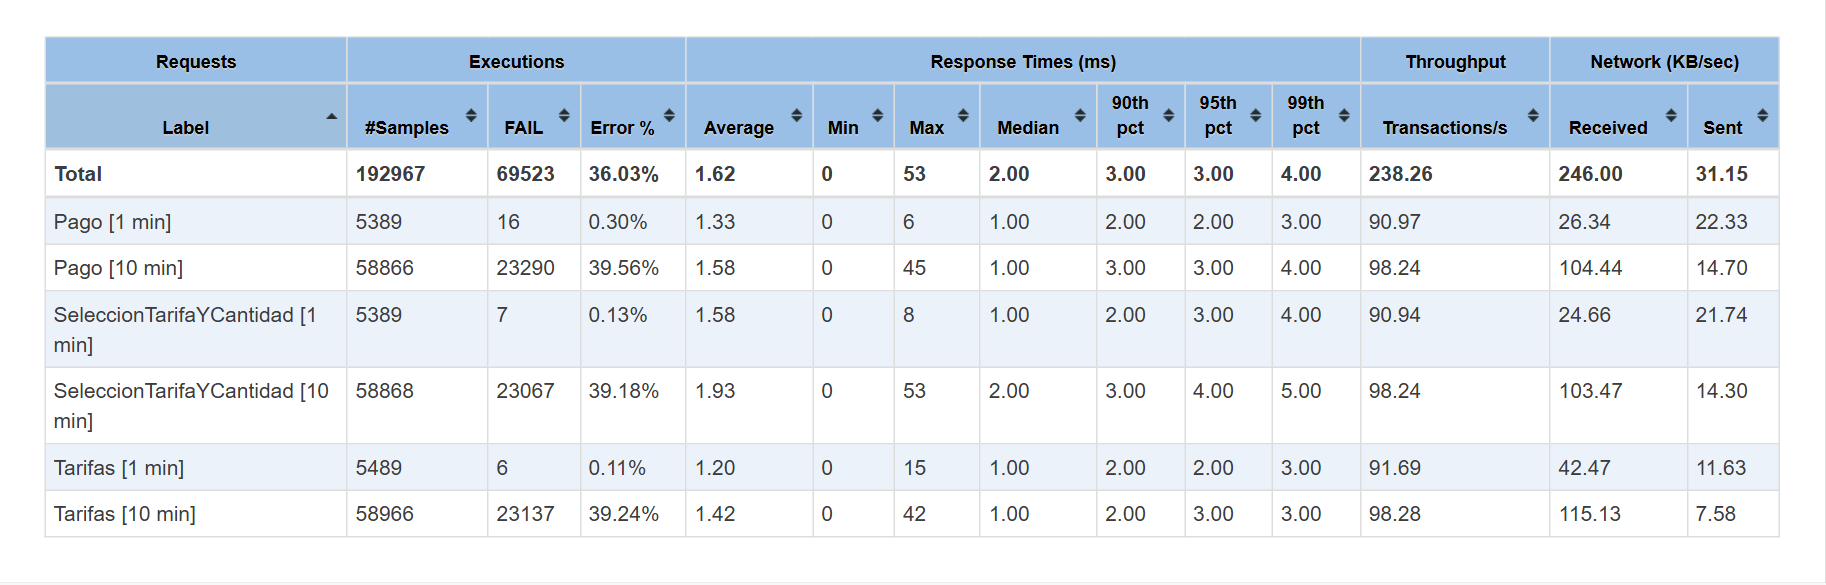 Requests Executions Response Times (ms) Throughput Network (KB/sec)
Label #Samples FAIL Error % Average Min Max Median 90th pct 95th pct 99th pct Transactions/s Received Sent
Total 192967 69523 36.03% 1.62 0 53 2.00 3.00 3.00 4.00 238.26 246.00 31.15
Pago [1 min] 5389 16 0.30% 1.33 0 6 1.00 2.00 2.00 3.00 90.97 26.34 22.33
Pago [10 min] 58866 23290 39.56% 1.58 0 45 1.00 3.00 3.00 4.00 98.24 104.44 14.70
SeleccionTarifaYCantidad [1 min] 5389 7 0.13% 1.58 0 8 1.00 2.00 3.00 4.00 90.94 24.66 21.74
SeleccionTarifaYCantidad [10 min] 58868 23067 39.18% 1.93 0 53 2.00 3.00 4.00 5.00 98.24 103.47 14.30
Tarifas [1 min] 5489 6 0.11% 1.20 0 15 1.00 2.00 2.00 3.00 91.69 42.47 11.63
Tarifas [10 min] 58966 23137 39.24% 1.42 0 42 1.00 2.00 3.00 3.00 98.28 115.13 7.58